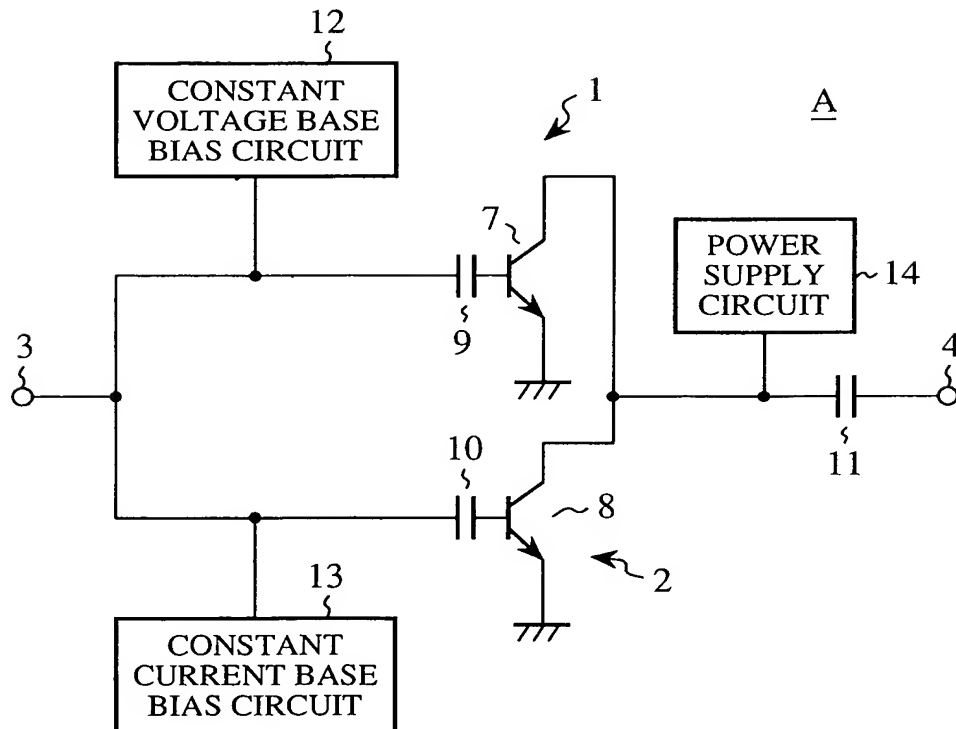 12
CONSTANT
VOLTAGE BASE
BIAS CIRCUIT
1
A
7
POWER
SUPPLY
CIRCUIT
14
9
3
4
10
11
8
2
13
CONSTANT
CURRENT BASE
BIAS CIRCUIT